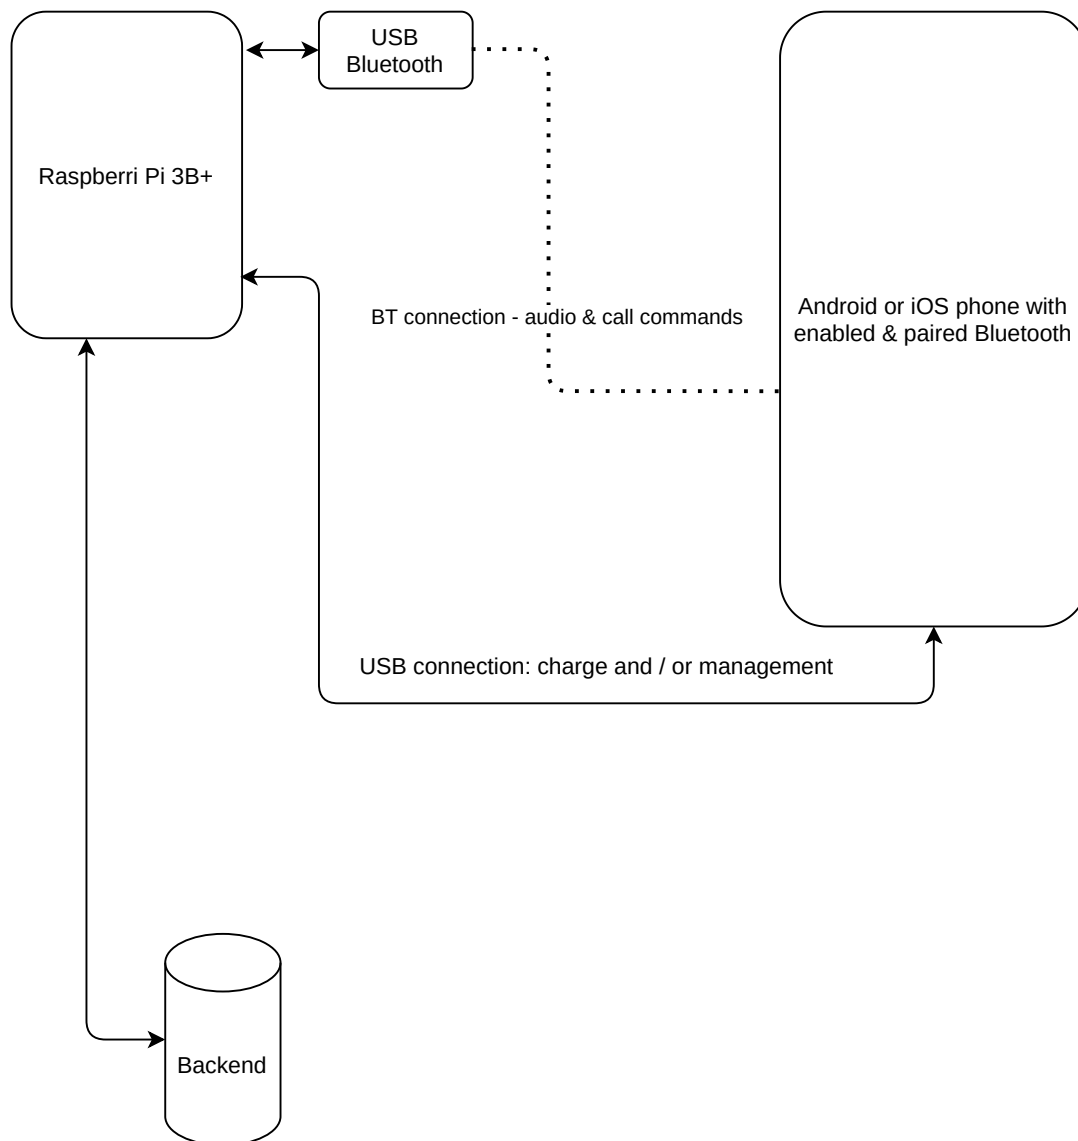 USB
Bluetooth
Raspberri Pi 3B+
BT connection - audio & call commands
Android or iOS phone with
enabled & paired Bluetooth
USB connection: charge and / or management
Backend